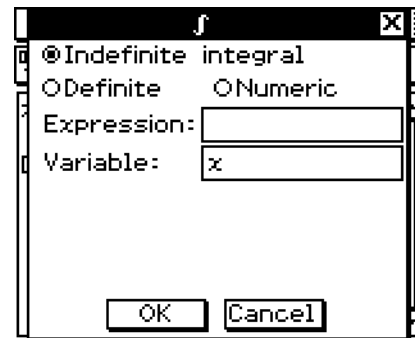 ∫
Indefinite integral
Definite Numeric
Expression:
Variable: x
OK Cancel